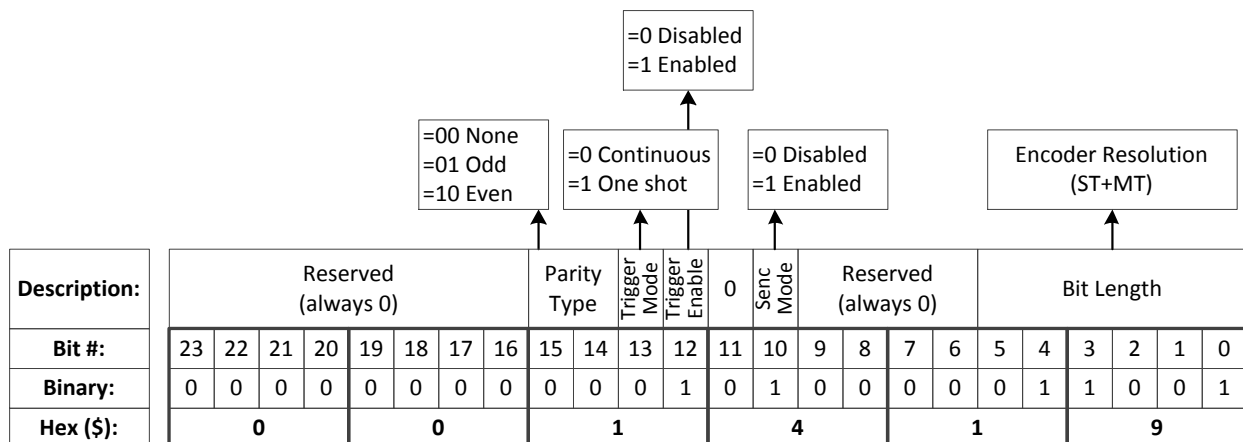 =0 Disabled
=1 Enabled
=00 None
=01 Odd
=10 Even
=0 Continuous
=1 One shot
=0 Disabled
=1 Enabled
Encoder Resolution
(ST+MT)
Description:
Reserved
(always 0)
Parity
Type
Trigger
Mode
Trigger
Enable
0
Senc
Mode
Reserved
(always 0)
Bit Length
Bit #: 23 22 21 20 19 18 17 16 15 14 13 12 11 10 9 8 7 6 5 4 3 2 1 0
Binary: 0 0 0 0 0 0 0 0 0 0 0 1 0 1 0 0 0 0 0 1 1 0 0 1
Hex ($): 0 0 1 4 1 9